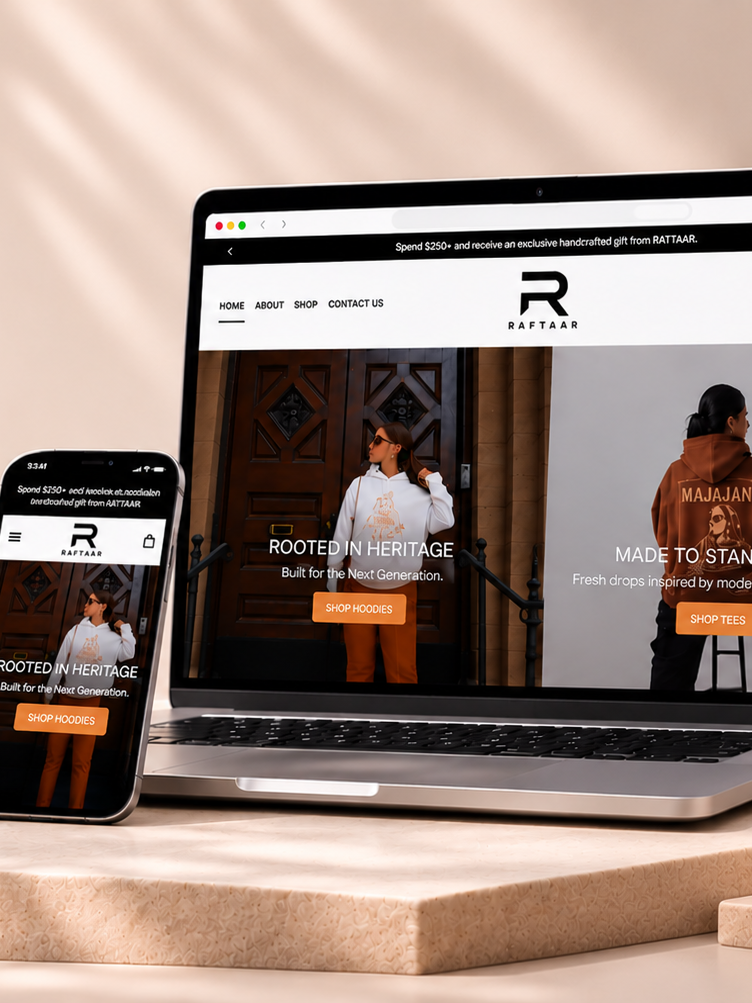 Spend $250+ and receive an exclusive handcrafted gift from RATTAAR.
HOME ABOUT SHOP CONTACT US
R
RAFTAAR
ROOTED IN HERITAGE
Built for the Next Generation.
SHOP HOODIES
MAJAJAN
MADE TO STAN
Fresh drops inspired by mode
SHOP TEES
Spend $250+ and
gift from RATTAAR
R
RAFTAAR
ROOTED IN HERITAGE
Built for the Next Generation.
SHOP HOODIES